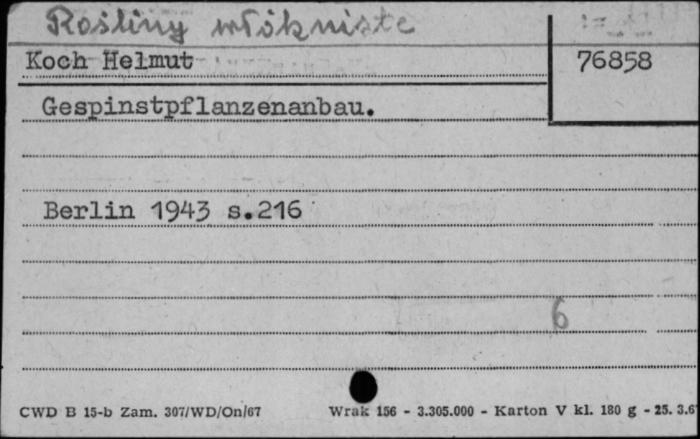 Rośliny włókniste
Koch Helmut
76858
Gespinstpflanzenanbau.
Berlin 1943 s.216
6
CWD B 15-b Zam. 307/WD/On/67
Wrak 156 - 3.305.000 - Karton V kl. 180 g - 25. 3.67